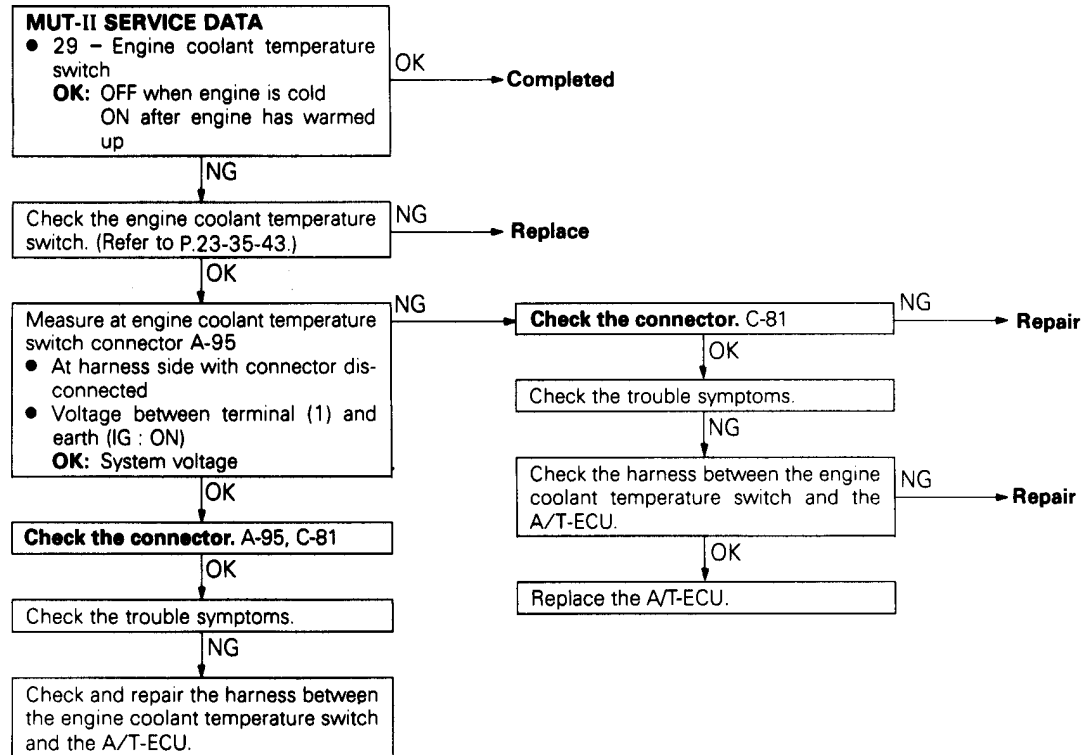 MUT-II SERVICE DATA
● 29 – Engine coolant temperature
switch
OK: OFF when engine is cold
ON after engine has warmed
up
OK
Completed
NG
Check the engine coolant temperature
switch. (Refer to P.23-35-43.)
NG
Replace
OK
Measure at engine coolant temperature
switch connector A-95
● At harness side with connector dis-
connected
● Voltage between terminal (1) and
earth (IG : ON)
OK: System voltage
NG
Check the connector. C-81
NG
Repair
OK
Check the trouble symptoms.
NG
Check the harness between the engine
coolant temperature switch and the
A/T-ECU.
NG
Repair
OK
Replace the A/T-ECU.
OK
Check the connector. A-95, C-81
OK
Check the trouble symptoms.
NG
Check and repair the harness between
the engine coolant temperature switch
and the A/T-ECU.